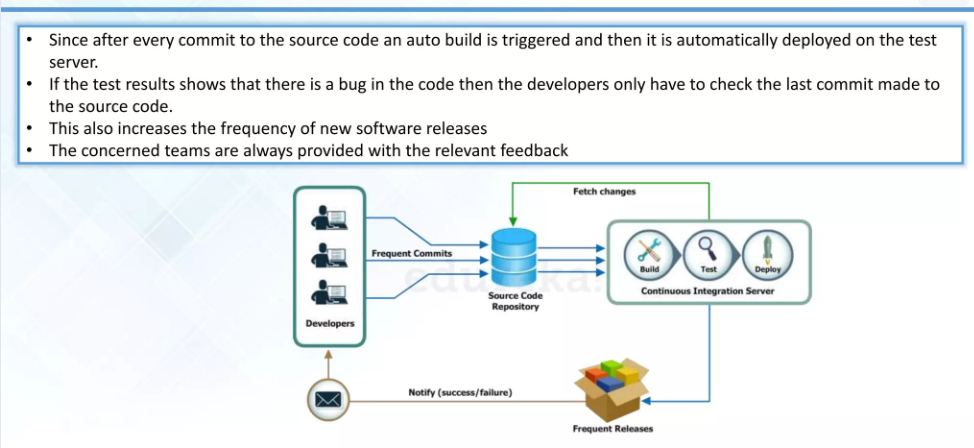 • Since after every commit to the source code an auto build is triggered and then it is automatically deployed on the test
server.
• If the test results shows that there is a bug in the code then the developers only have to check the last commit made to
the source code.
• This also increases the frequency of new software releases
• The concerned teams are always provided with the relevant feedback
Fetch changes
Frequent Commits
Build
Test
Deploy
Continuous Integration Server
Source Code
Repository
Developers
Notify (success/failure)
Frequent Releases